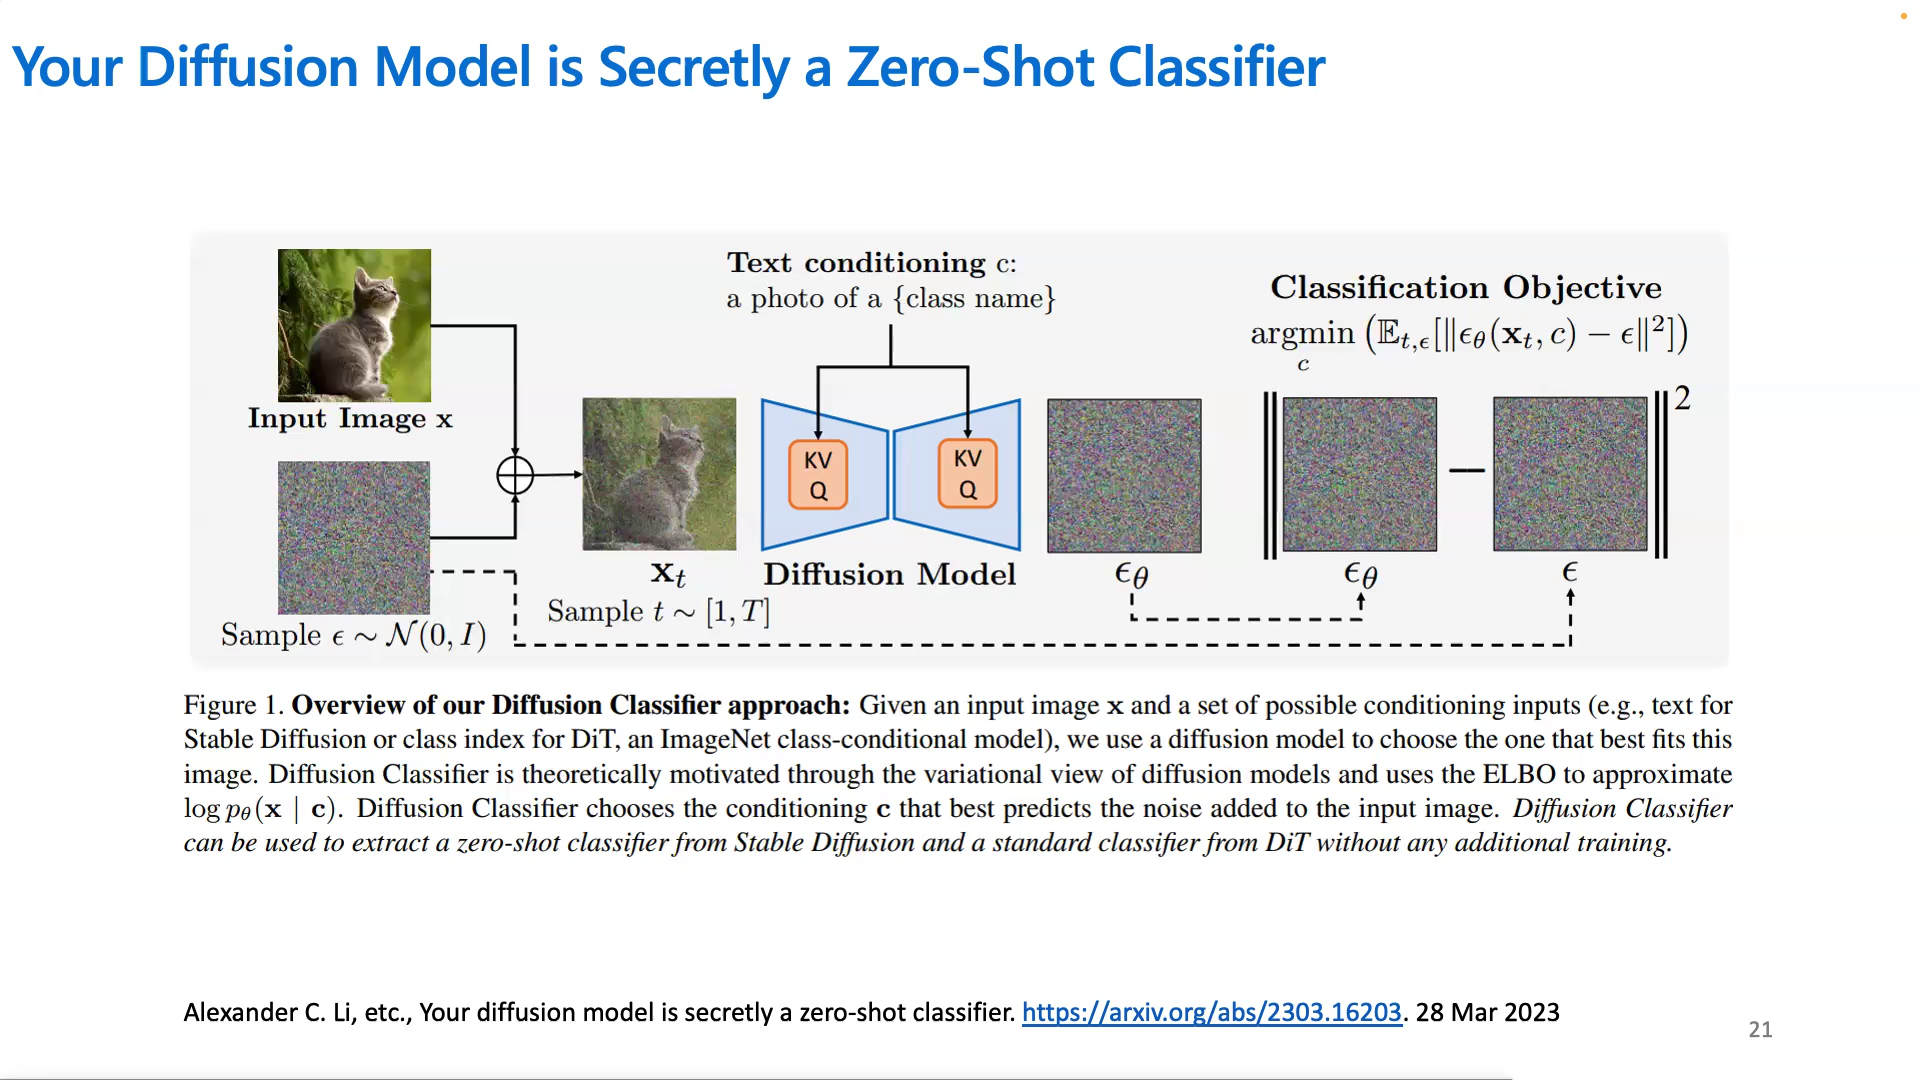 Your Diffusion Model is Secretly a Zero-Shot Classifier
Input Image x
Sample ϵ ∼ 𝒩(0, I)
x_t
Sample t ∼ [1, T]
Text conditioning c:
a photo of a {class name}
KV
Q
KV
Q
Diffusion Model
ϵ_θ
Classification Objective
argmin_c (𝔼_{t,ϵ}[‖ϵ_θ(x_t, c) − ϵ‖²])
‖ — ‖²
ϵ_θ
ϵ
Figure 1. Overview of our Diffusion Classifier approach: Given an input image x and a set of possible conditioning inputs (e.g., text for
Stable Diffusion or class index for DiT, an ImageNet class-conditional model), we use a diffusion model to choose the one that best fits this
image. Diffusion Classifier is theoretically motivated through the variational view of diffusion models and uses the ELBO to approximate
log p_θ(x | c). Diffusion Classifier chooses the conditioning c that best predicts the noise added to the input image. Diffusion Classifier
can be used to extract a zero-shot classifier from Stable Diffusion and a standard classifier from DiT without any additional training.
Alexander C. Li, etc., Your diffusion model is secretly a zero-shot classifier. https://arxiv.org/abs/2303.16203. 28 Mar 2023
21